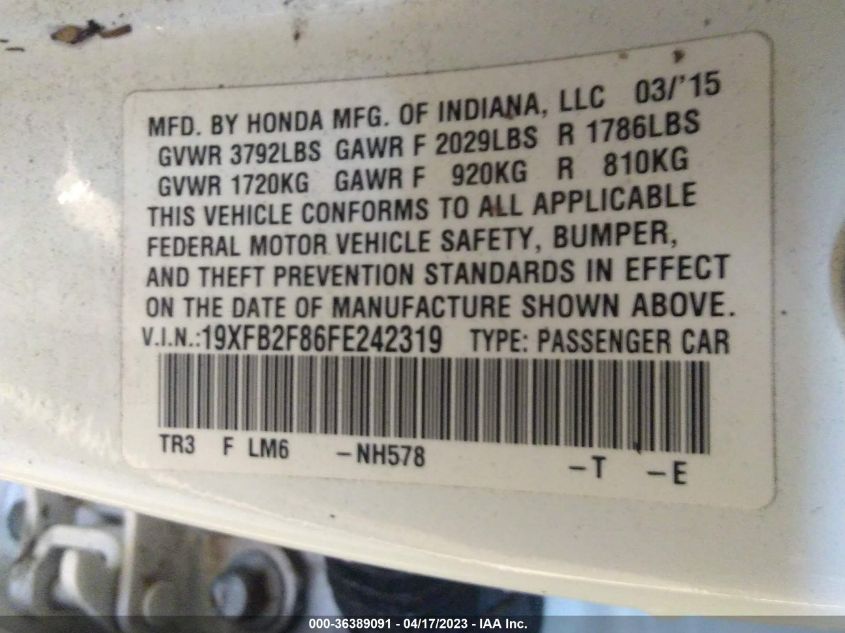 MFD. BY HONDA MFG. OF INDIANA, LLC 03/'15
GVWR 3792LBS GAWR F 2029LBS R 1786LBS
GVWR 1720KG GAWR F 920KG R 810KG
THIS VEHICLE CONFORMS TO ALL APPLICABLE
FEDERAL MOTOR VEHICLE SAFETY, BUMPER,
AND THEFT PREVENTION STANDARDS IN EFFECT
ON THE DATE OF MANUFACTURE SHOWN ABOVE.
V.I.N.:19XFB2F86FE242319 TYPE: PASSENGER CAR
TR3 F LM6 -NH578 -T -E
000-36389091 - 04/17/2023 - IAA Inc.